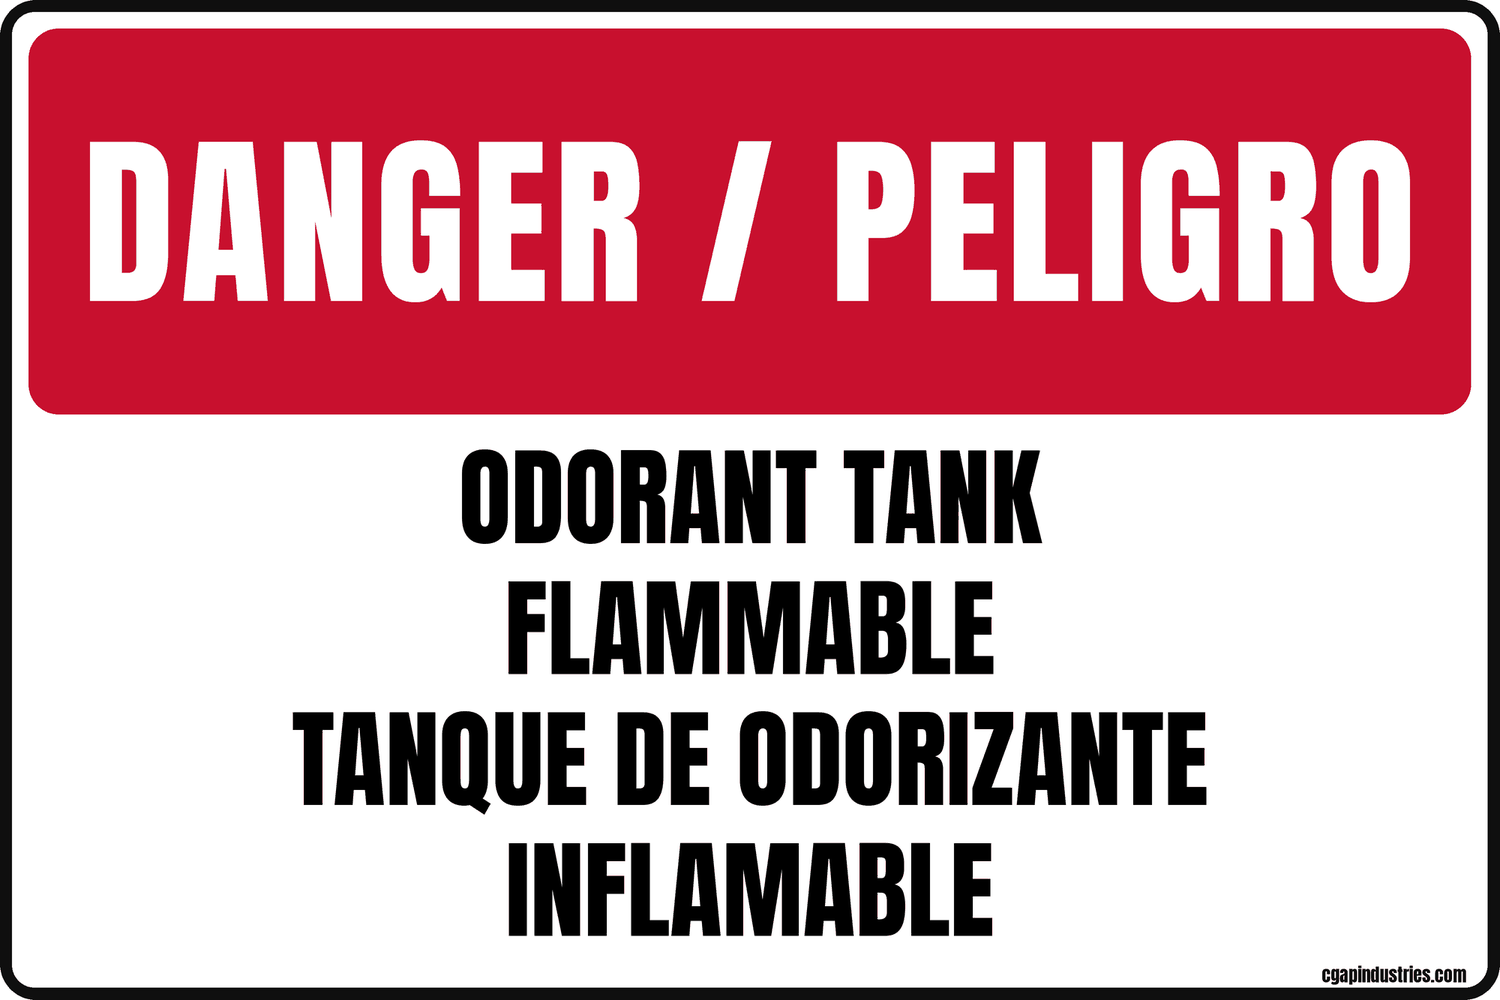 DANGER / PELIGRO
ODORANT TANK
FLAMMABLE
TANQUE DE ODORIZANTE
INFLAMABLE
cgapindustries.com